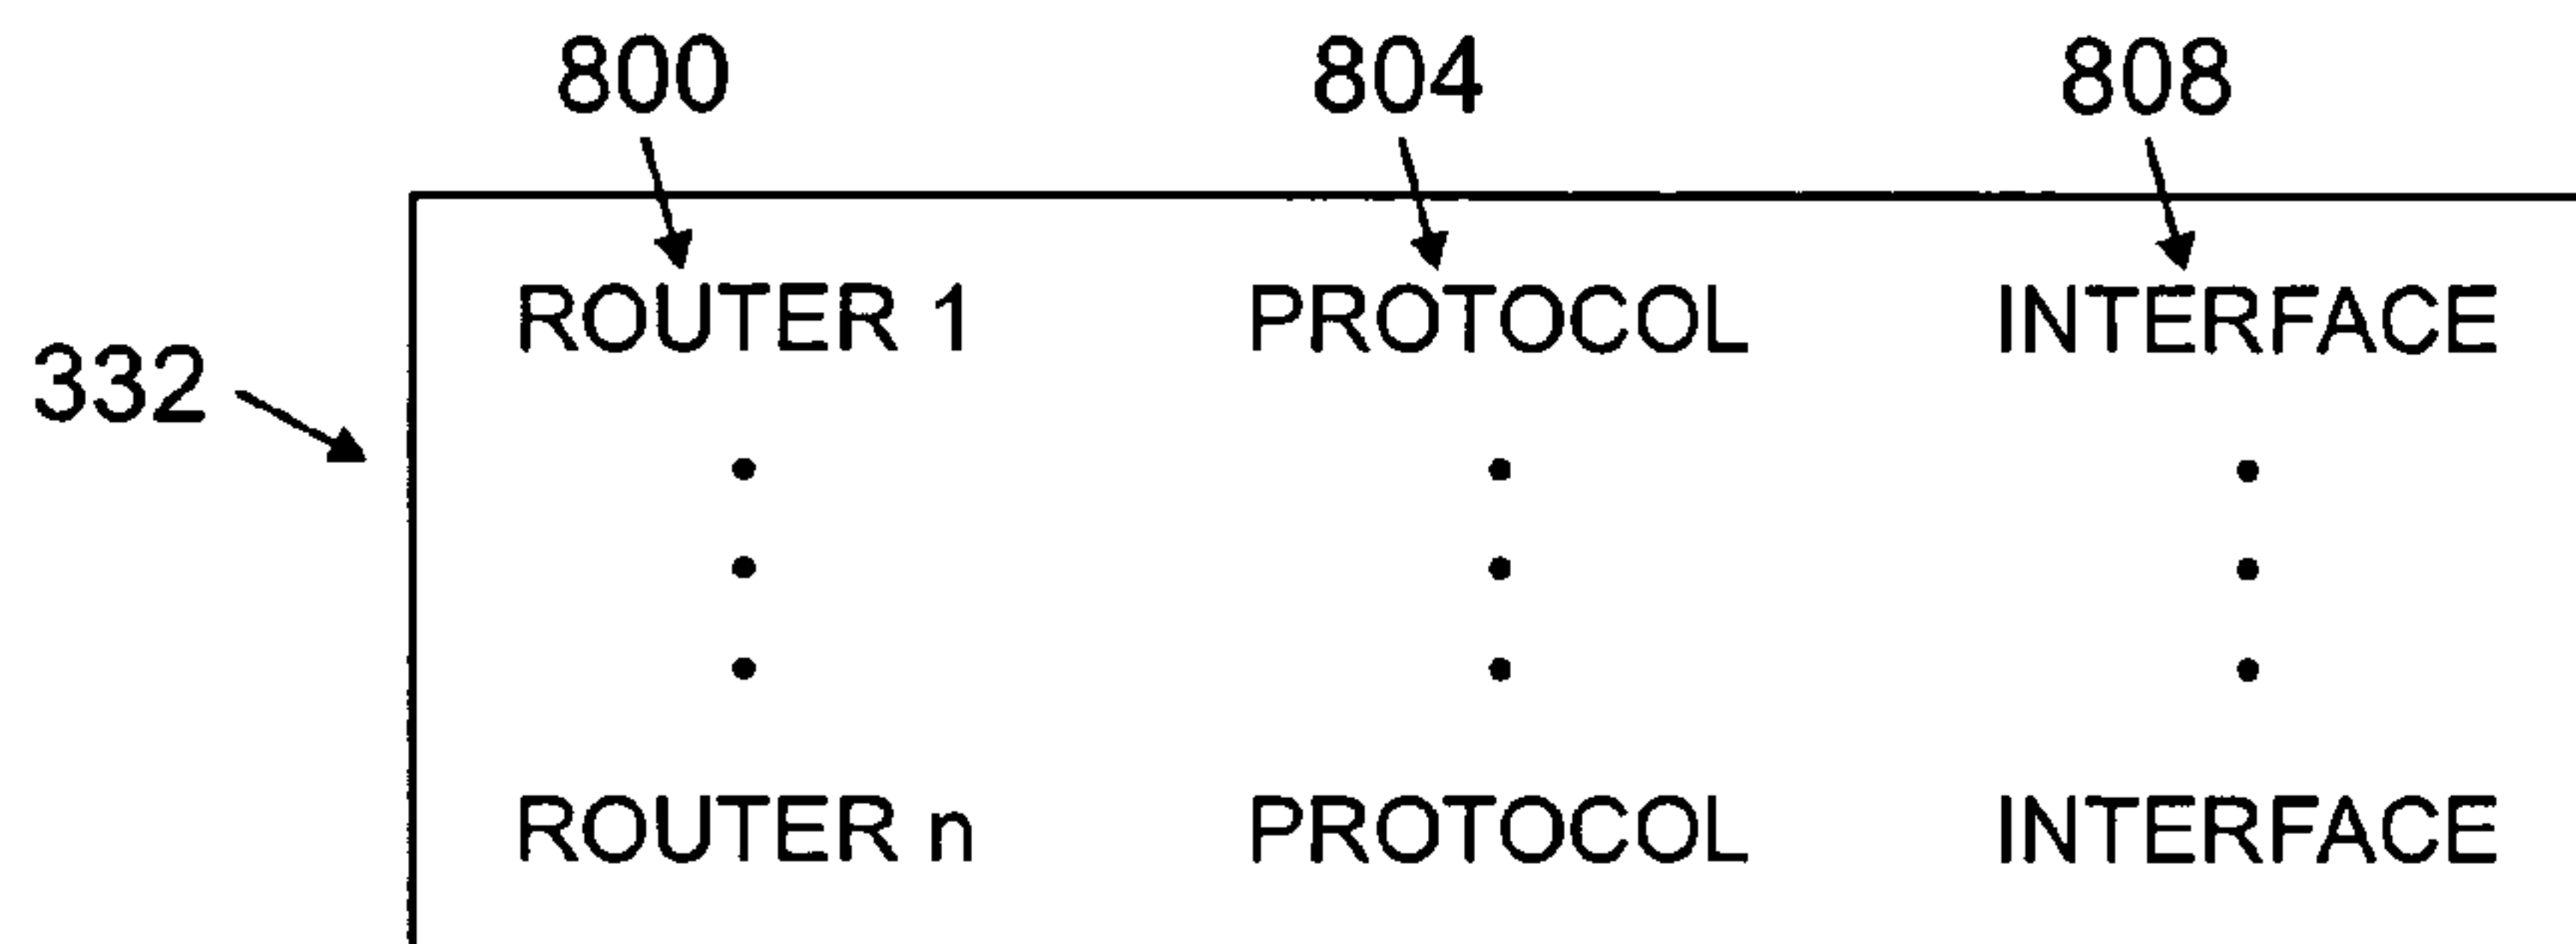 800 804 808
ROUTER 1 PROTOCOL INTERFACE
332
ROUTER n PROTOCOL INTERFACE